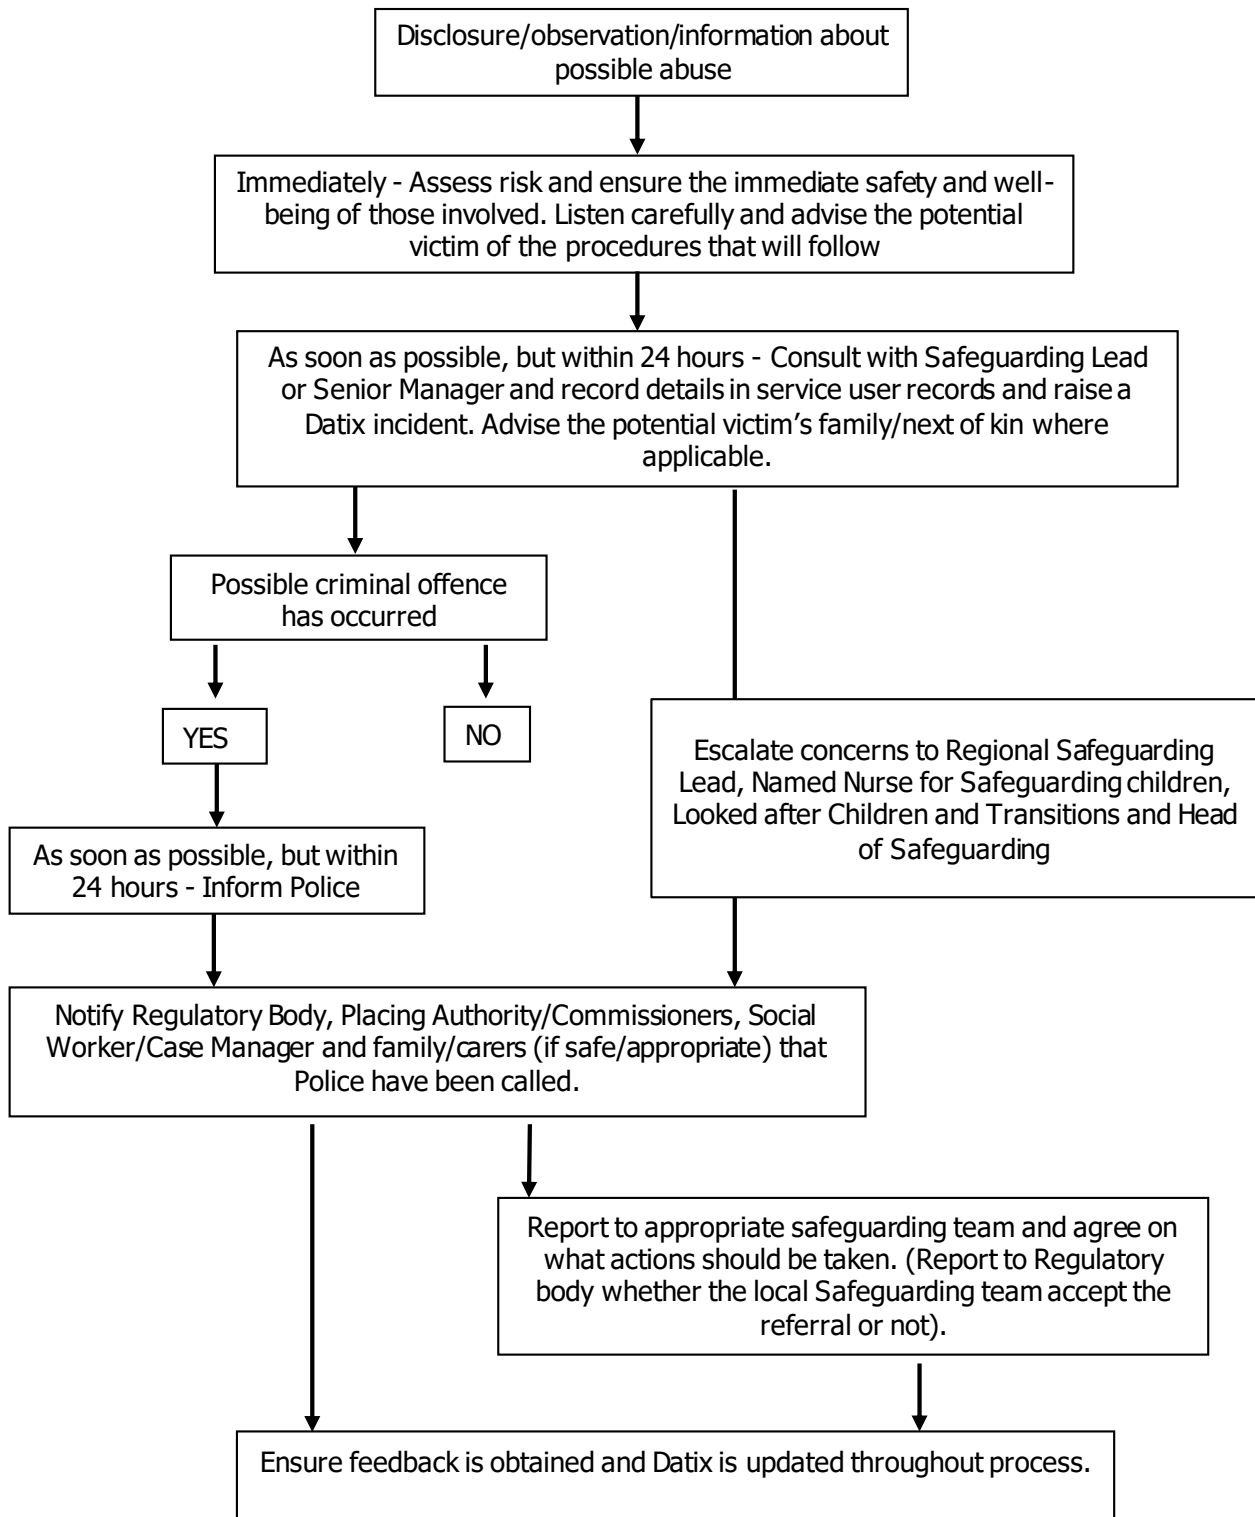 Disclosure/observation/information about
possible abuse
Immediately - Assess risk and ensure the immediate safety and well-
being of those involved. Listen carefully and advise the potential
victim of the procedures that will follow
As soon as possible, but within 24 hours - Consult with Safeguarding Lead
or Senior Manager and record details in service user records and raise a
Datix incident. Advise the potential victim’s family/next of kin where
applicable.
Possible criminal offence
has occurred
YES
NO
Escalate concerns to Regional Safeguarding
Lead, Named Nurse for Safeguarding children,
Looked after Children and Transitions and Head
of Safeguarding
As soon as possible, but within
24 hours - Inform Police
Notify Regulatory Body, Placing Authority/Commissioners, Social
Worker/Case Manager and family/carers (if safe/appropriate) that
Police have been called.
Report to appropriate safeguarding team and agree on
what actions should be taken. (Report to Regulatory
body whether the local Safeguarding team accept the
referral or not).
Ensure feedback is obtained and Datix is updated throughout process.